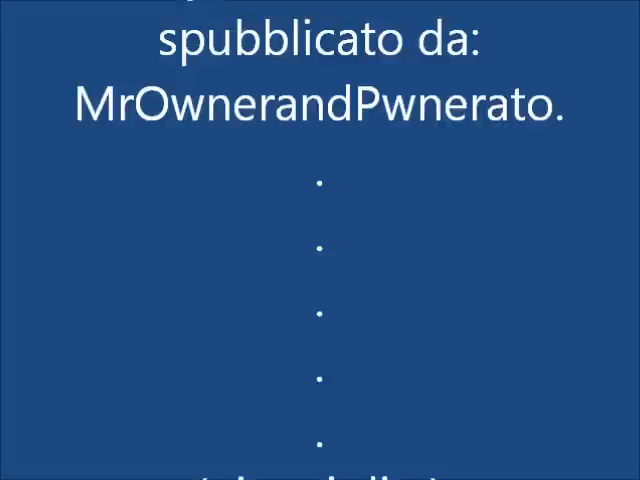 spubblicato da:
MrOwnerandPwnerato.
.
.
.
.
.